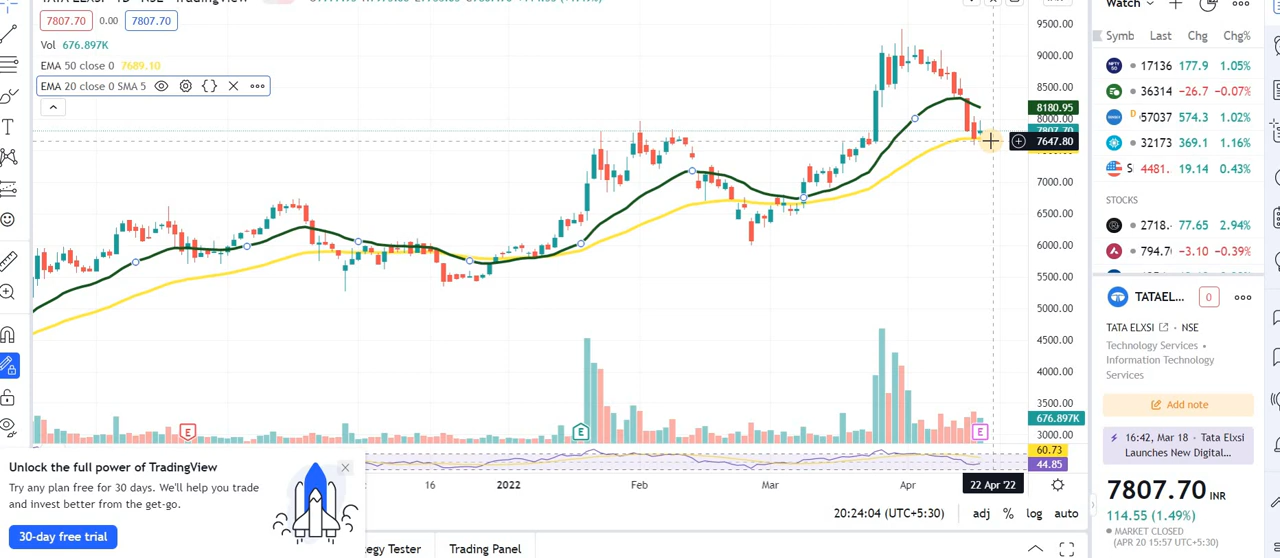 7807.70 0.00 7807.70
Vol 676.897K
EMA 50 close 0 7689.10
EMA 20 close 0 SMA 5
9500.00
9000.00
8500.00
8180.95
8000.00
7807.70
7647.80
7000.00
6500.00
6000.00
5500.00
5000.00
4500.00
4000.00
3500.00
676.897K
3000.00
60.73
44.85
E
E
E
16 2022 Feb Mar Apr 22 Apr '22
20:24:04 (UTC+5:30) adj % log auto
Unlock the full power of TradingView
Try any plan free for 30 days. We'll help you trade
and invest better from the get-go.
30-day free trial
egy Tester Trading Panel
Watch
Symb Last Chg Chg%
17136 177.9 1.05%
36314 −26.7 −0.07%
D 57037 574.3 1.02%
32173 369.1 1.16%
S 4481. 19.14 0.43%
STOCKS
2718. 77.65 2.94%
794.7 −3.10 −0.39%
TATAEL... 0
TATA ELXSI • NSE
Technology Services •
Information Technology
Services
Add note
16:42, Mar 18 • Tata Elxsi
Launches New Digital...
7807.70 INR
114.55 (1.49%)
MARKET CLOSED
(APR 20 15:57 UTC+5:30)